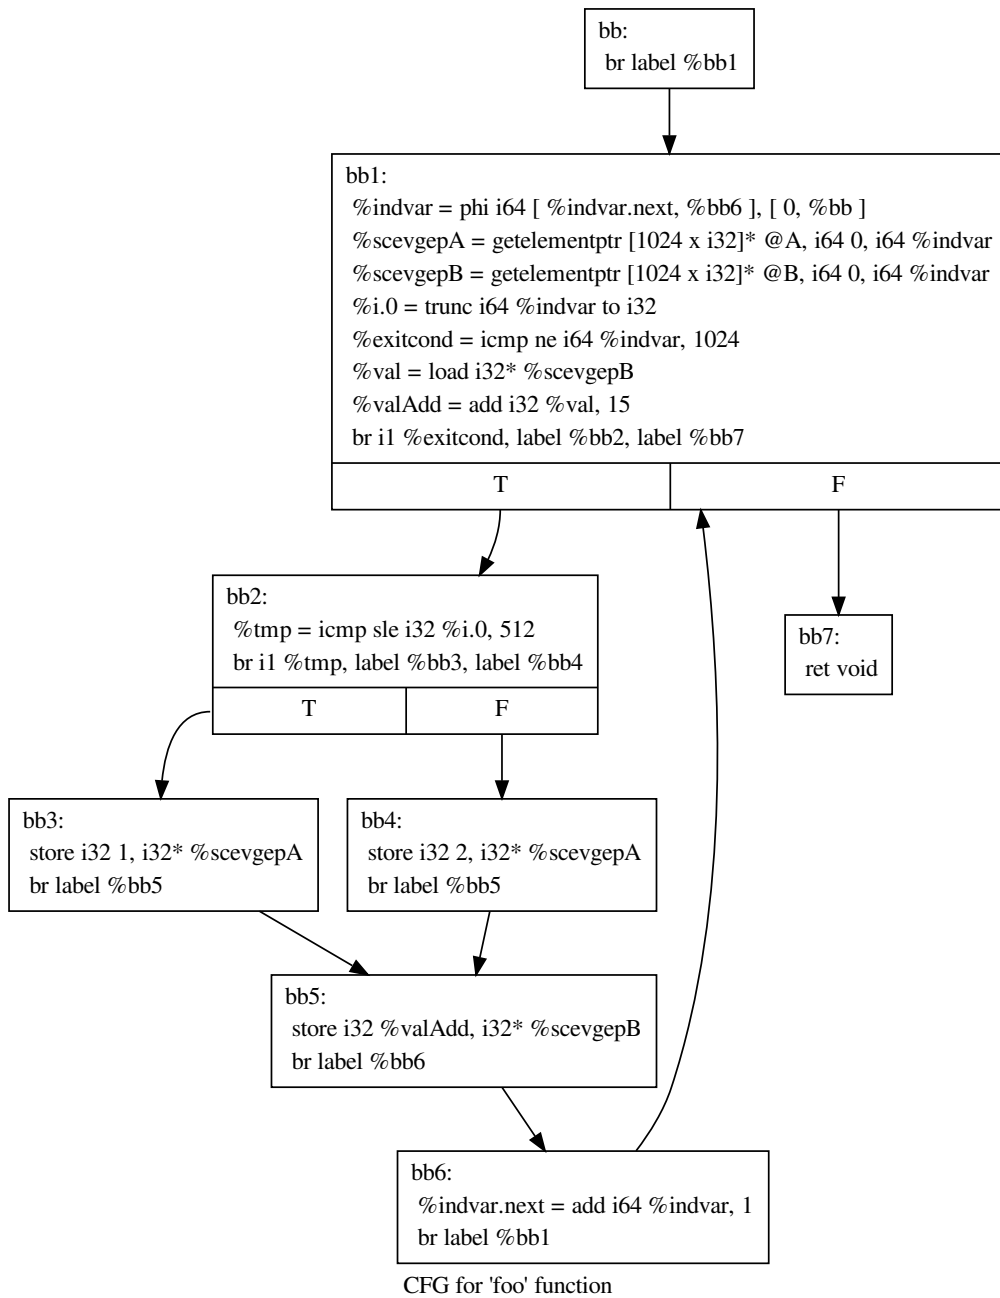 bb:
br label %bb1
bb1:
%indvar = phi i64 [ %indvar.next, %bb6 ], [ 0, %bb ]
%scevgepA = getelementptr [1024 x i32]* @A, i64 0, i64 %indvar
%scevgepB = getelementptr [1024 x i32]* @B, i64 0, i64 %indvar
%i.0 = trunc i64 %indvar to i32
%exitcond = icmp ne i64 %indvar, 1024
%val = load i32* %scevgepB
%valAdd = add i32 %val, 15
br i1 %exitcond, label %bb2, label %bb7
T
F
bb2:
%tmp = icmp sle i32 %i.0, 512
br i1 %tmp, label %bb3, label %bb4
T
F
bb7:
ret void
bb3:
store i32 1, i32* %scevgepA
br label %bb5
bb4:
store i32 2, i32* %scevgepA
br label %bb5
bb5:
store i32 %valAdd, i32* %scevgepB
br label %bb6
bb6:
%indvar.next = add i64 %indvar, 1
br label %bb1
CFG for 'foo' function